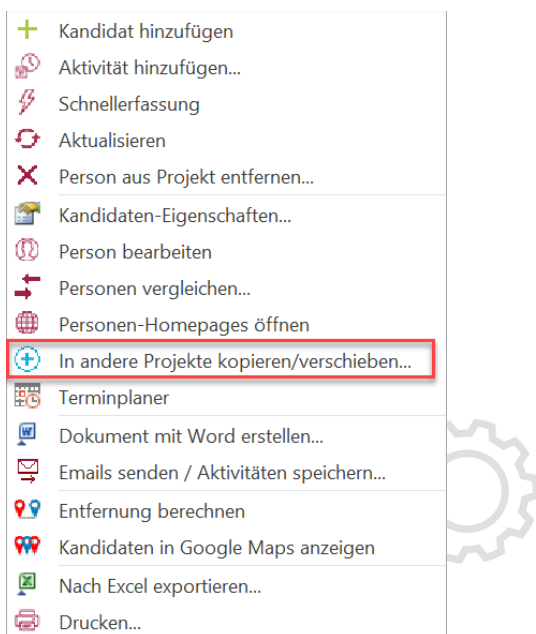 Kandidat hinzufügen
Aktivität hinzufügen...
Schnellerfassung
Aktualisieren
Person aus Projekt entfernen...
Kandidaten-Eigenschaften...
Person bearbeiten
Personen vergleichen...
Personen-Homepages öffnen
In andere Projekte kopieren/verschieben...
Terminplaner
Dokument mit Word erstellen...
Emails senden / Aktivitäten speichern...
Entfernung berechnen
Kandidaten in Google Maps anzeigen
Nach Excel exportieren...
Drucken...